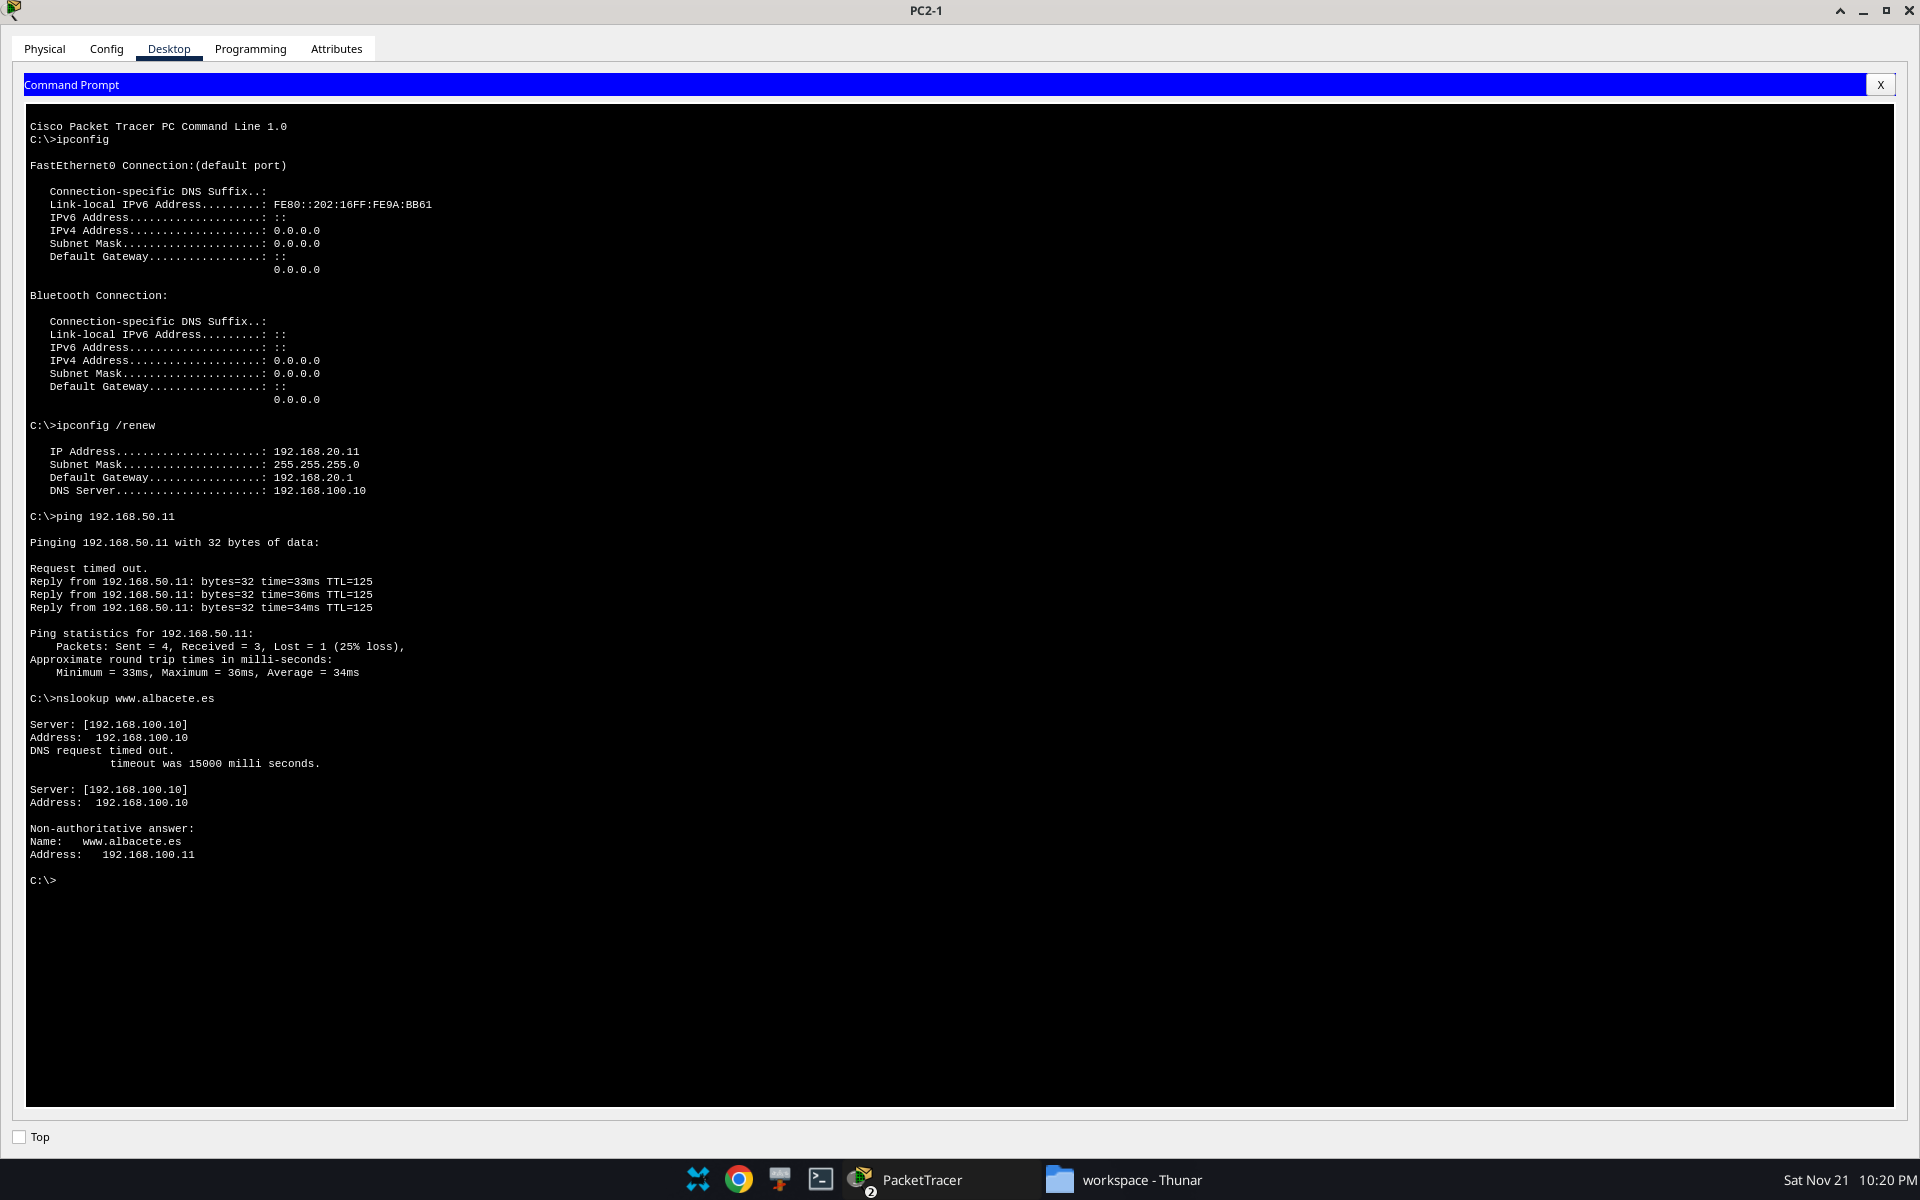 PC2-1
Physical Config Desktop Programming Attributes
Command Prompt X
Cisco Packet Tracer PC Command Line 1.0
C:\>ipconfig
FastEthernet0 Connection:(default port)
Connection-specific DNS Suffix..:
Link-local IPv6 Address.........: FE80::202:16FF:FE9A:BB61
IPv6 Address....................: ::
IPv4 Address....................: 0.0.0.0
Subnet Mask.....................: 0.0.0.0
Default Gateway.................: ::
0.0.0.0
Bluetooth Connection:
Connection-specific DNS Suffix..:
Link-local IPv6 Address.........: ::
IPv6 Address....................: ::
IPv4 Address....................: 0.0.0.0
Subnet Mask.....................: 0.0.0.0
Default Gateway.................: ::
0.0.0.0
C:\>ipconfig /renew
IP Address......................: 192.168.20.11
Subnet Mask.....................: 255.255.255.0
Default Gateway.................: 192.168.20.1
DNS Server......................: 192.168.100.10
C:\>ping 192.168.50.11
Pinging 192.168.50.11 with 32 bytes of data:
Request timed out.
Reply from 192.168.50.11: bytes=32 time=33ms TTL=125
Reply from 192.168.50.11: bytes=32 time=36ms TTL=125
Reply from 192.168.50.11: bytes=32 time=34ms TTL=125
Ping statistics for 192.168.50.11:
Packets: Sent = 4, Received = 3, Lost = 1 (25% loss),
Approximate round trip times in milli-seconds:
Minimum = 33ms, Maximum = 36ms, Average = 34ms
C:\>nslookup www.albacete.es
Server: [192.168.100.10]
Address:  192.168.100.10
DNS request timed out.
timeout was 15000 milli seconds.
Server: [192.168.100.10]
Address:  192.168.100.10
Non-authoritative answer:
Name:   www.albacete.es
Address:   192.168.100.11
C:\>
Top
2 PacketTracer workspace - Thunar Sat Nov 21 10:20 PM